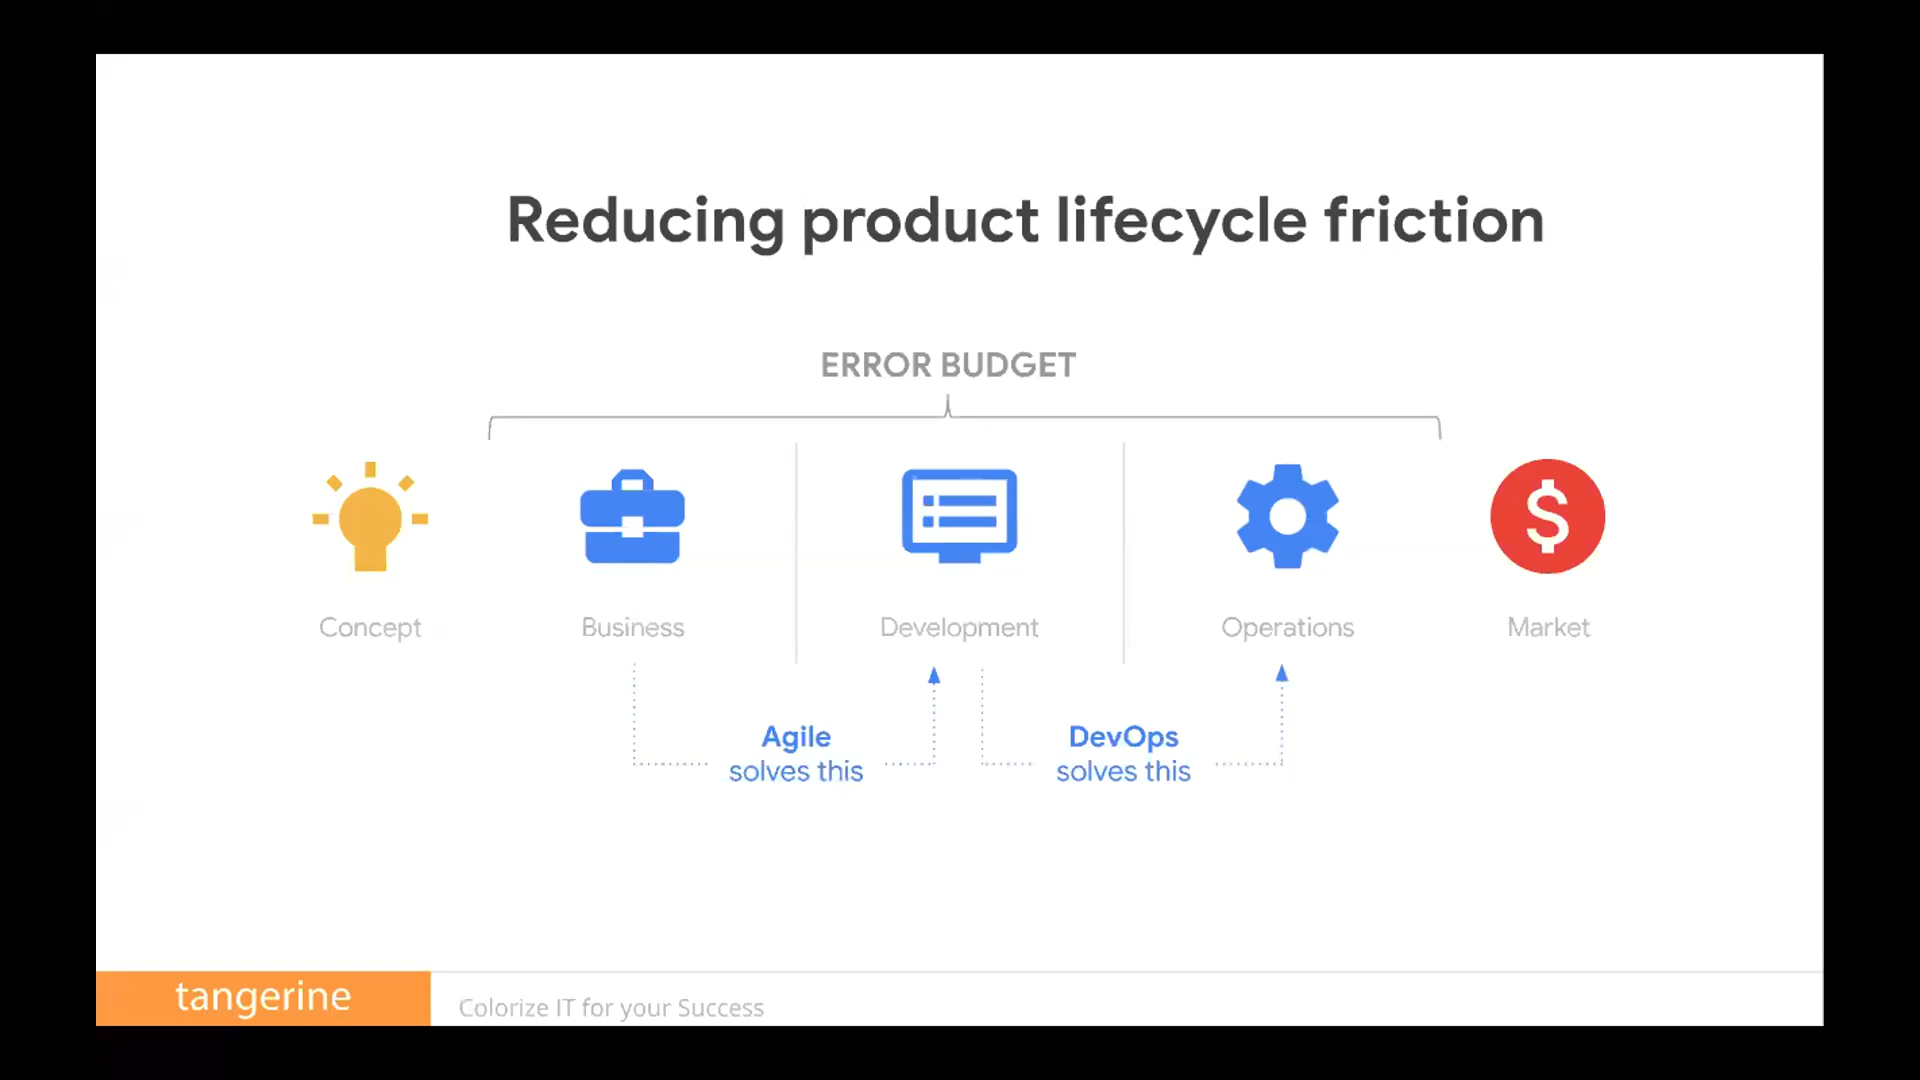 Reducing product lifecycle friction
ERROR BUDGET
Concept
Business
Development
Operations
Market
Agile
solves this
DevOps
solves this
tangerine
Colorize IT for your Success